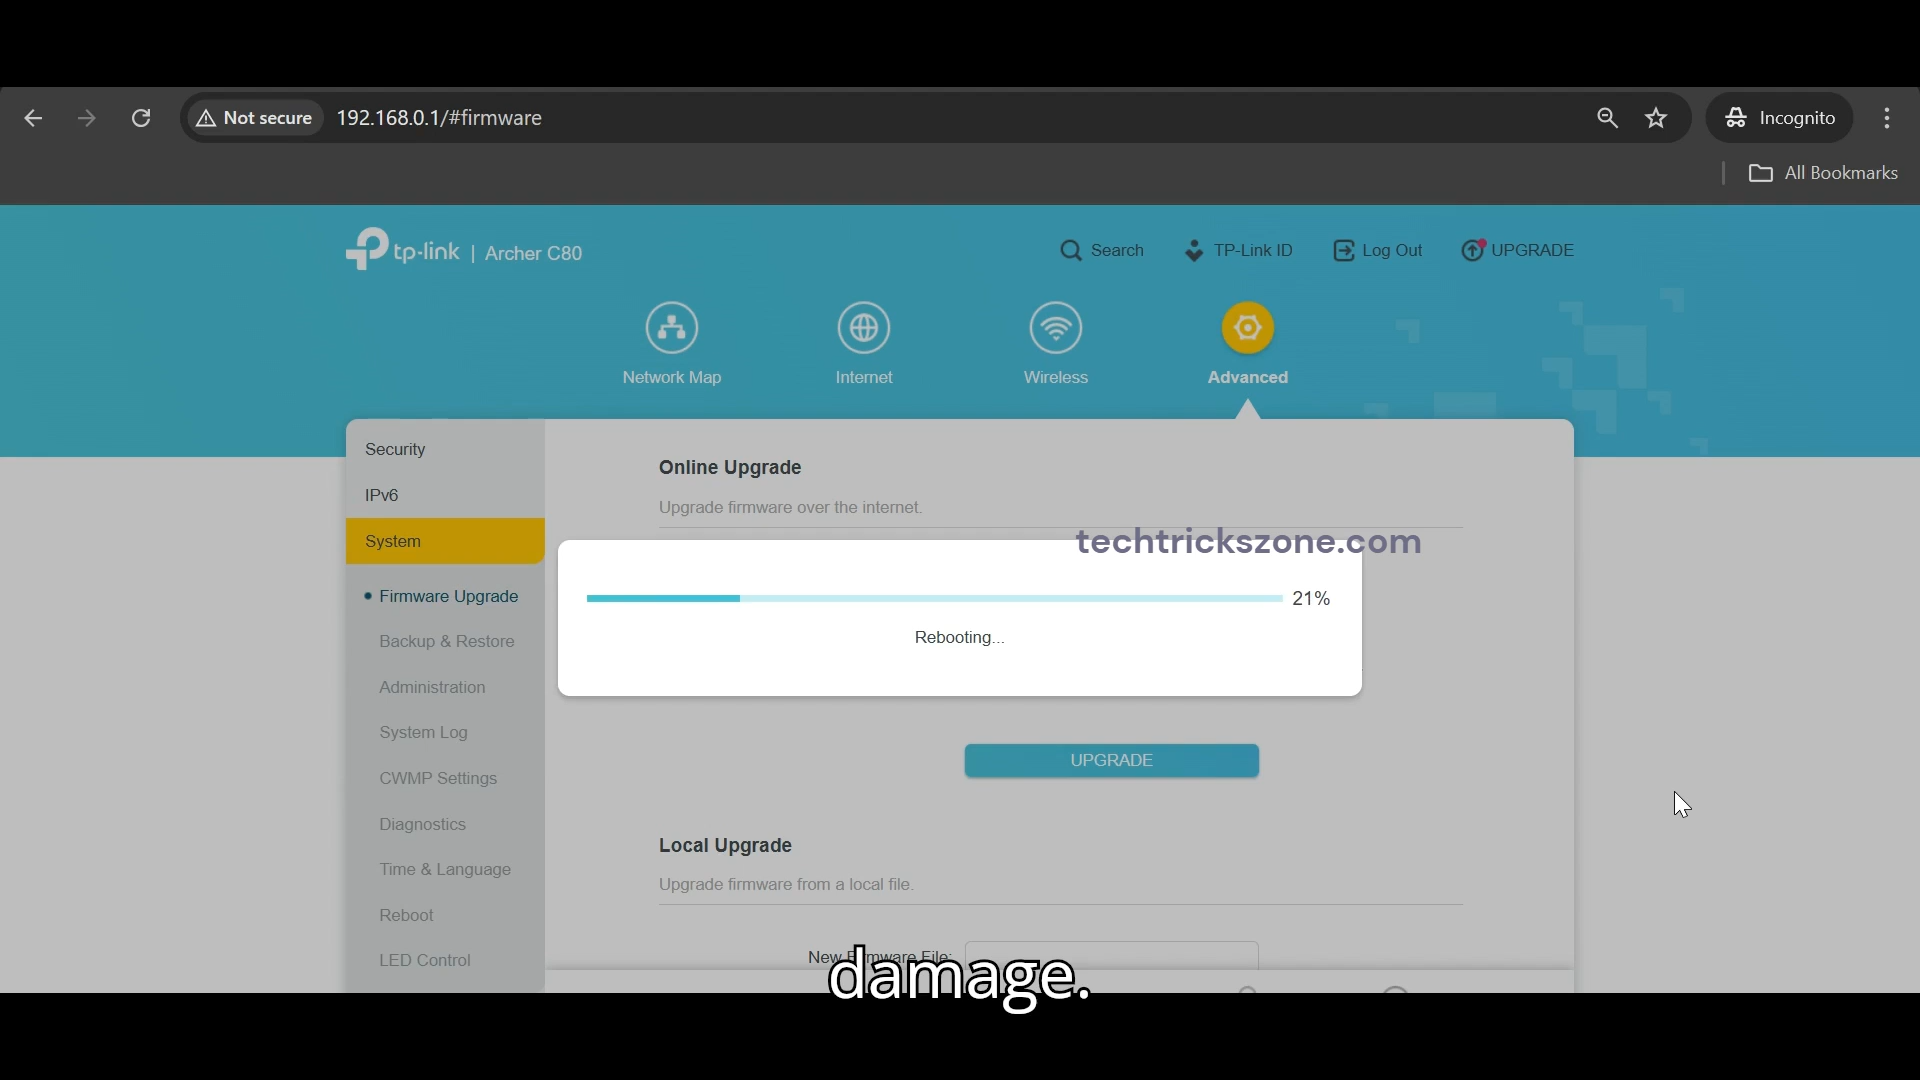 Not secure 192.168.0.1/#firmware Incognito
All Bookmarks
tp-link | Archer C80 Search TP-Link ID Log Out UPGRADE
Network Map Internet Wireless Advanced
Security
IPv6
System
Firmware Upgrade
Backup & Restore
Administration
System Log
CWMP Settings
Diagnostics
Time & Language
Reboot
LED Control
Online Upgrade
Upgrade firmware over the internet.
techtrickszone.com
21%
Rebooting...
UPGRADE
Local Upgrade
Upgrade firmware from a local file.
New Firmware File:
damage.